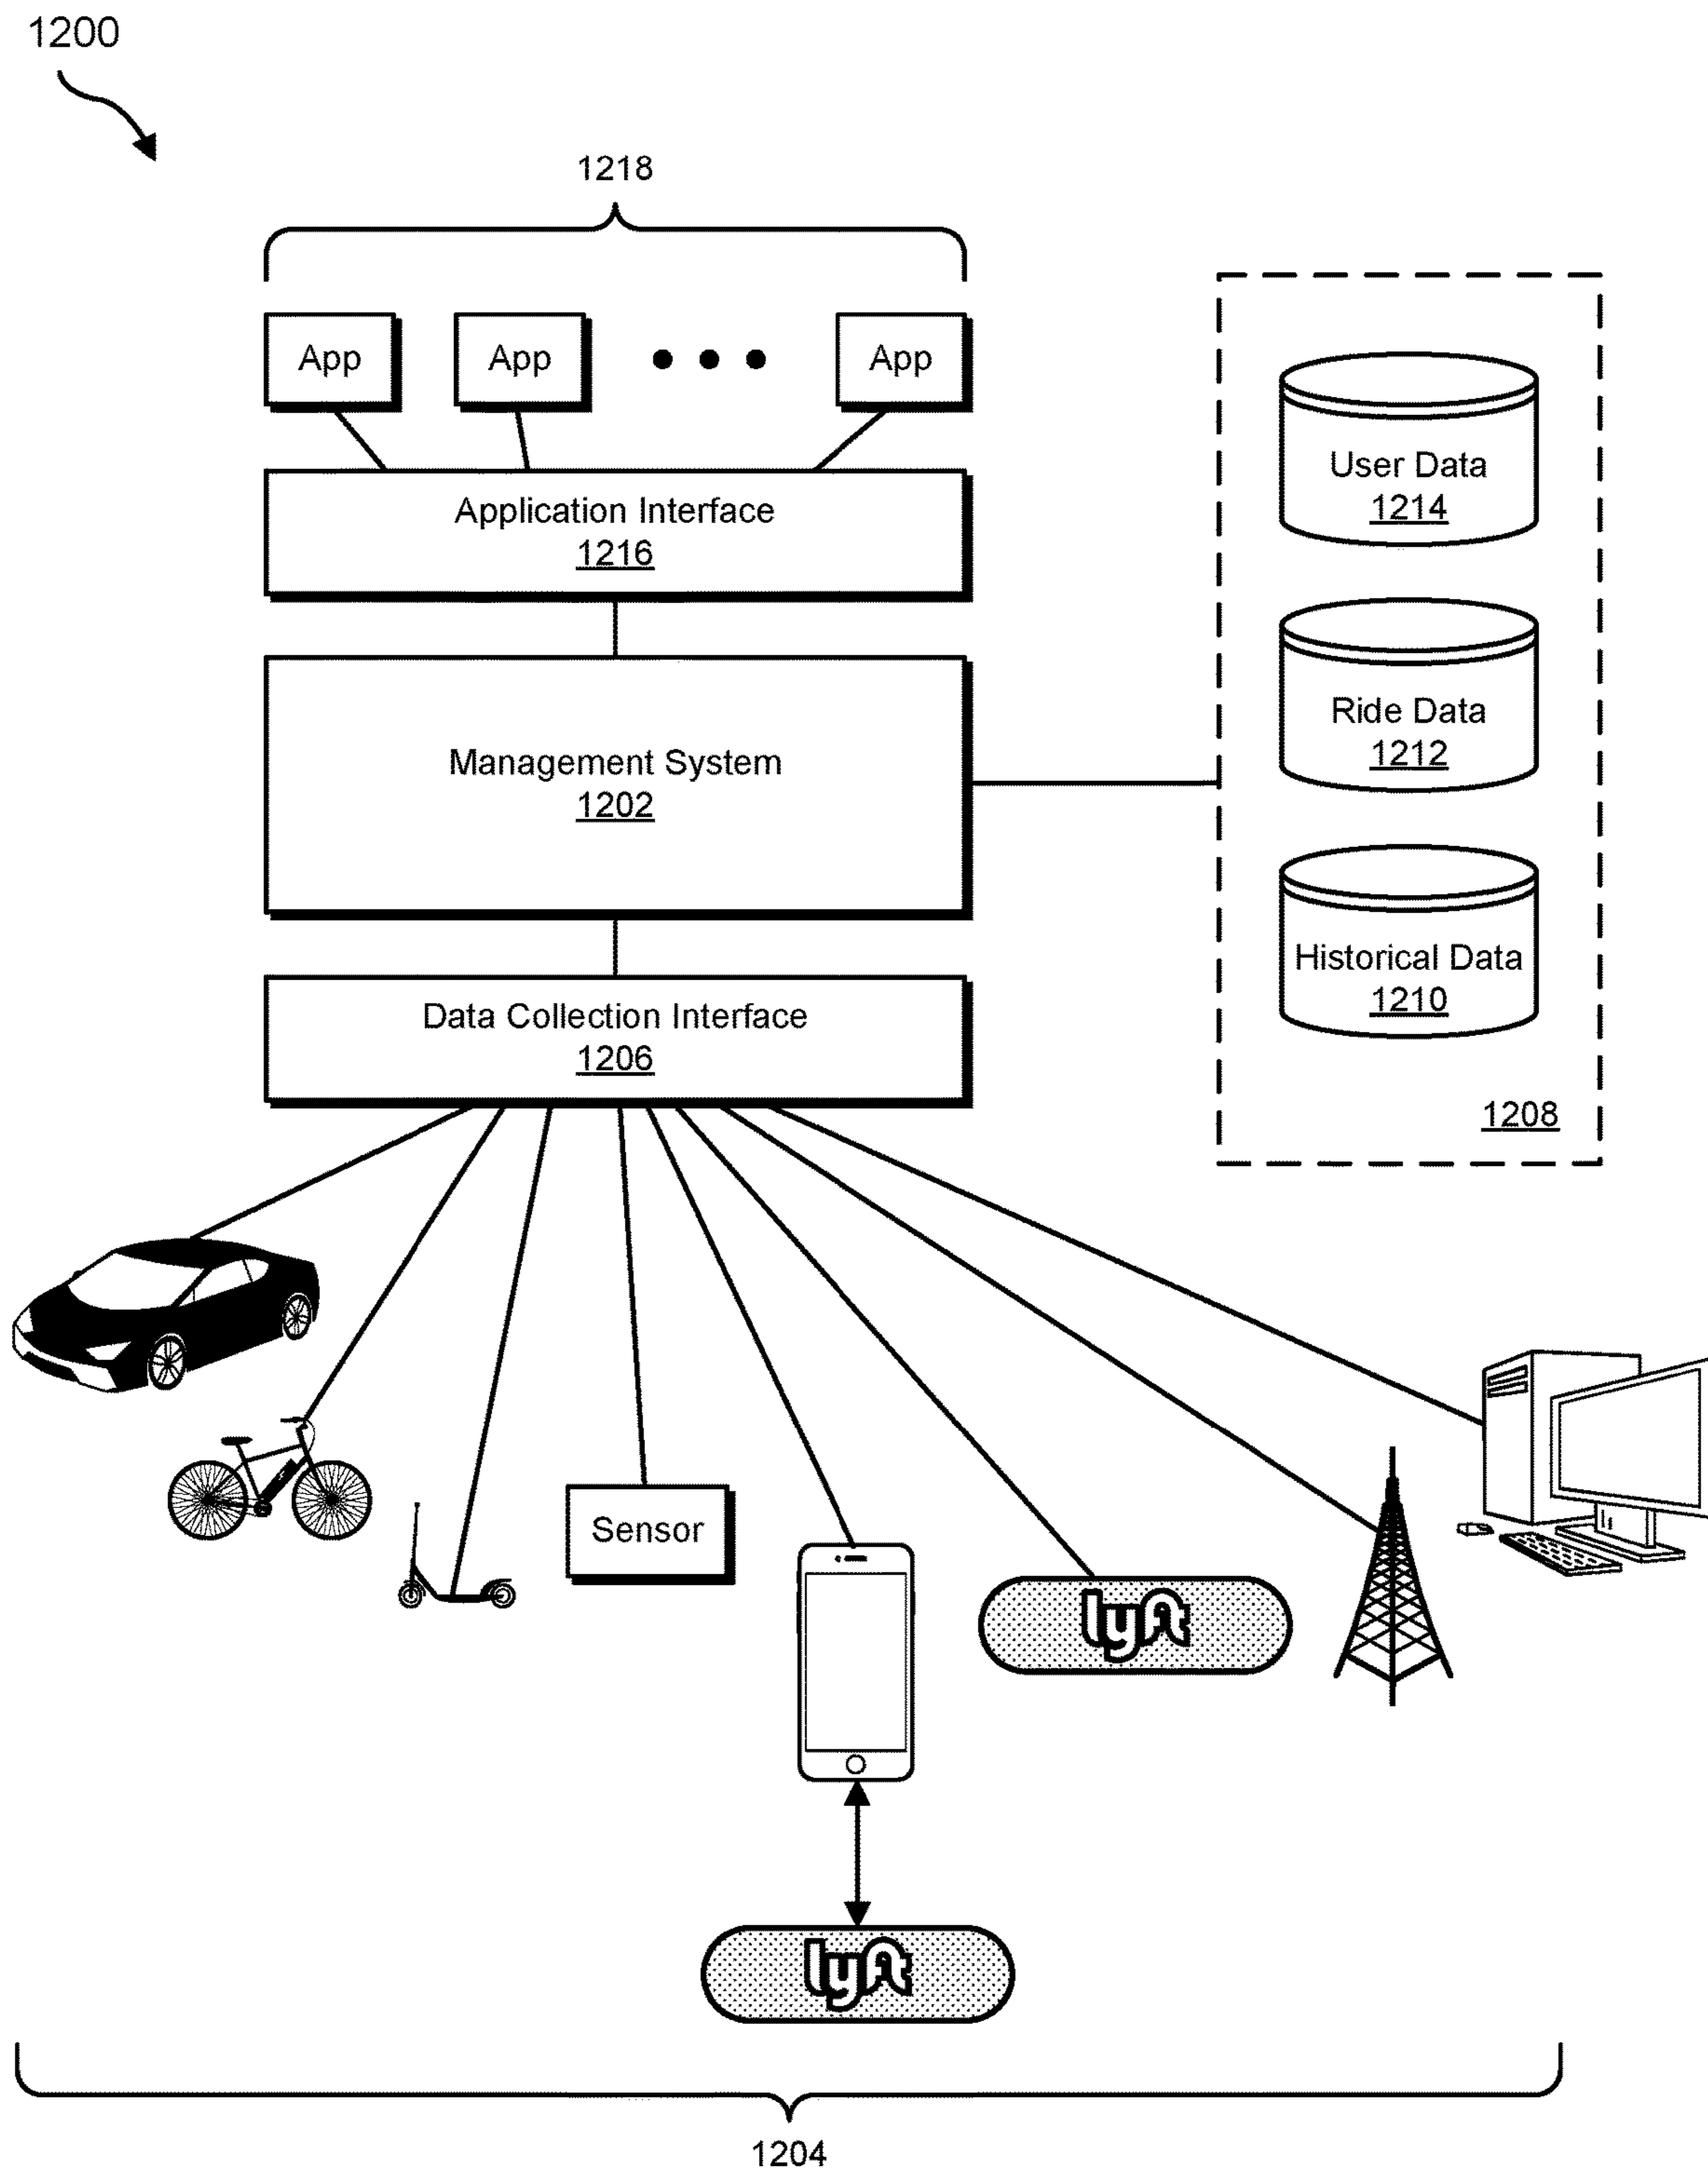 1200
1218
App
App
App
Application Interface
1216
Management System
1202
Data Collection Interface
1206
User Data
1214
Ride Data
1212
Historical Data
1210
1208
Sensor
lyft
lyft
1204